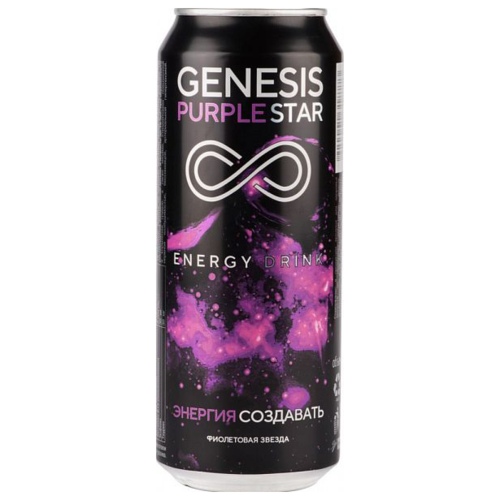 GENESIS
PURPLE STAR
ENERGY DRINK
ЭНЕРГИЯ СОЗДАВАТЬ
ФИОЛЕТОВАЯ ЗВЕЗДА